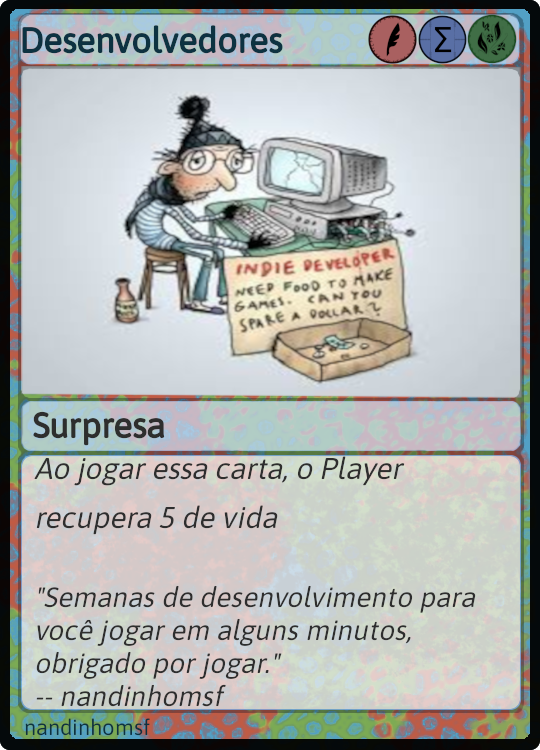 Desenvolvedores
Σ
INDIE DEVELOPER
NEED FOOD TO MAKE
GAMES. CAN YOU
SPARE A DOLLAR?
Surpresa
Ao jogar essa carta, o Player
recupera 5 de vida
"Semanas de desenvolvimento para
você jogar em alguns minutos,
obrigado por jogar."
-- nandinhomsf
nandinhomsf